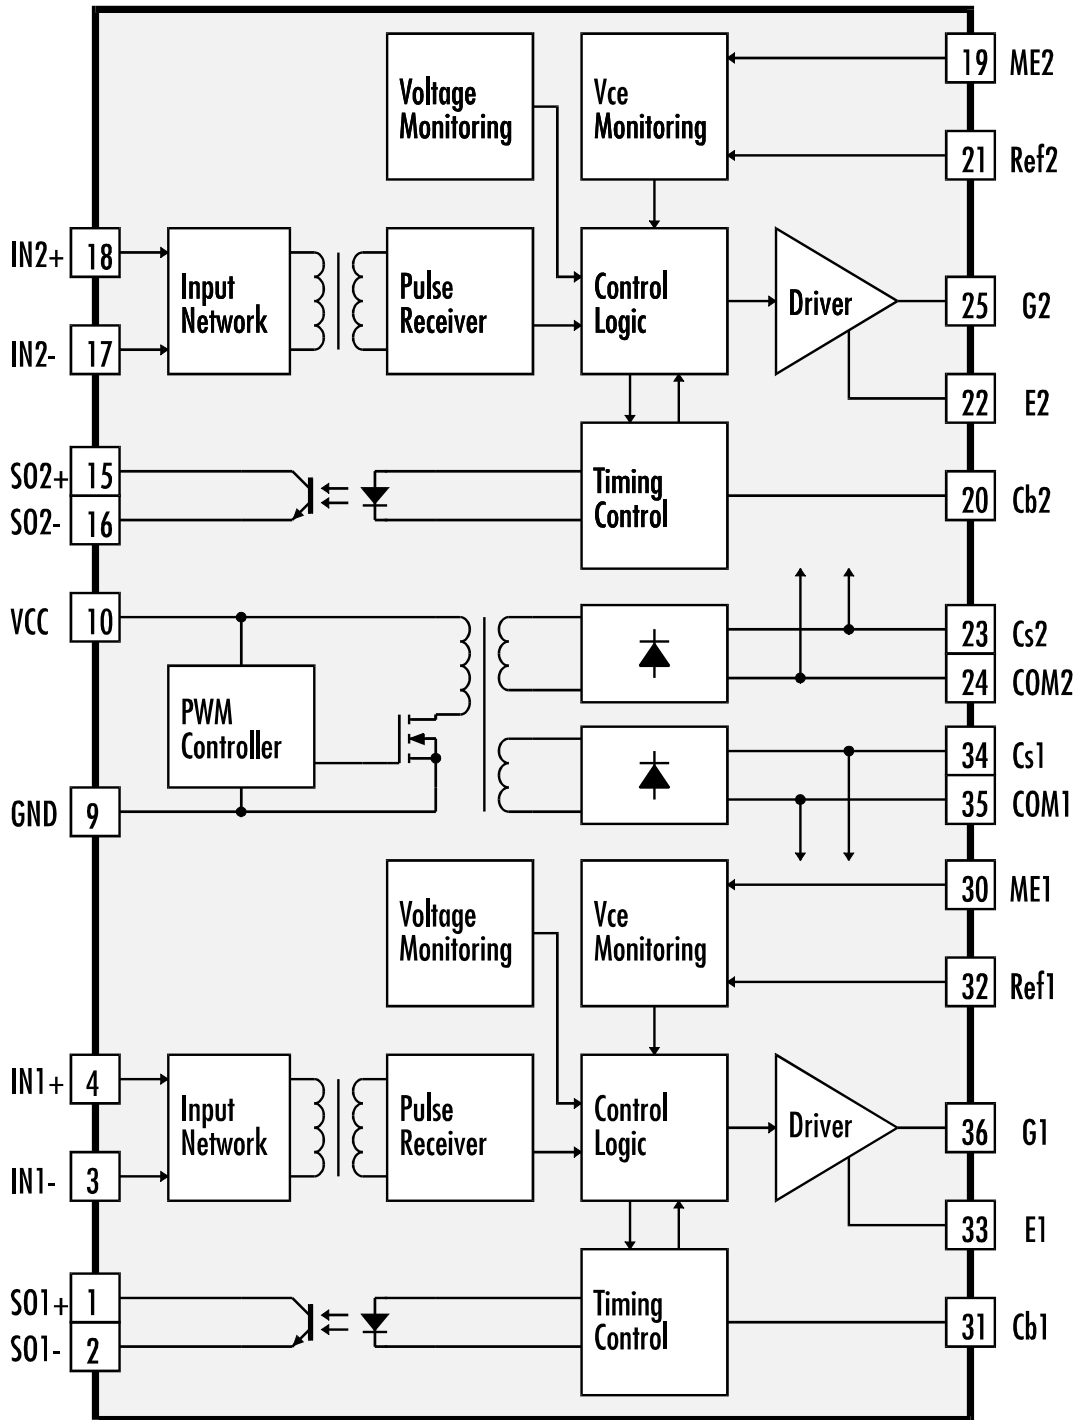 Voltage
Monitoring
Vce
Monitoring
19 ME2
21 Ref2
IN2+ 18
IN2- 17
Input
Network
Pulse
Receiver
Control
Logic
Driver
25 G2
22 E2
SO2+ 15
SO2- 16
Timing
Control
20 Cb2
VCC 10
PWM
Controller
GND 9
23 Cs2
24 COM2
34 Cs1
35 COM1
Voltage
Monitoring
Vce
Monitoring
30 ME1
32 Ref1
IN1+ 4
IN1- 3
Input
Network
Pulse
Receiver
Control
Logic
Driver
36 G1
33 E1
SO1+ 1
SO1- 2
Timing
Control
31 Cb1